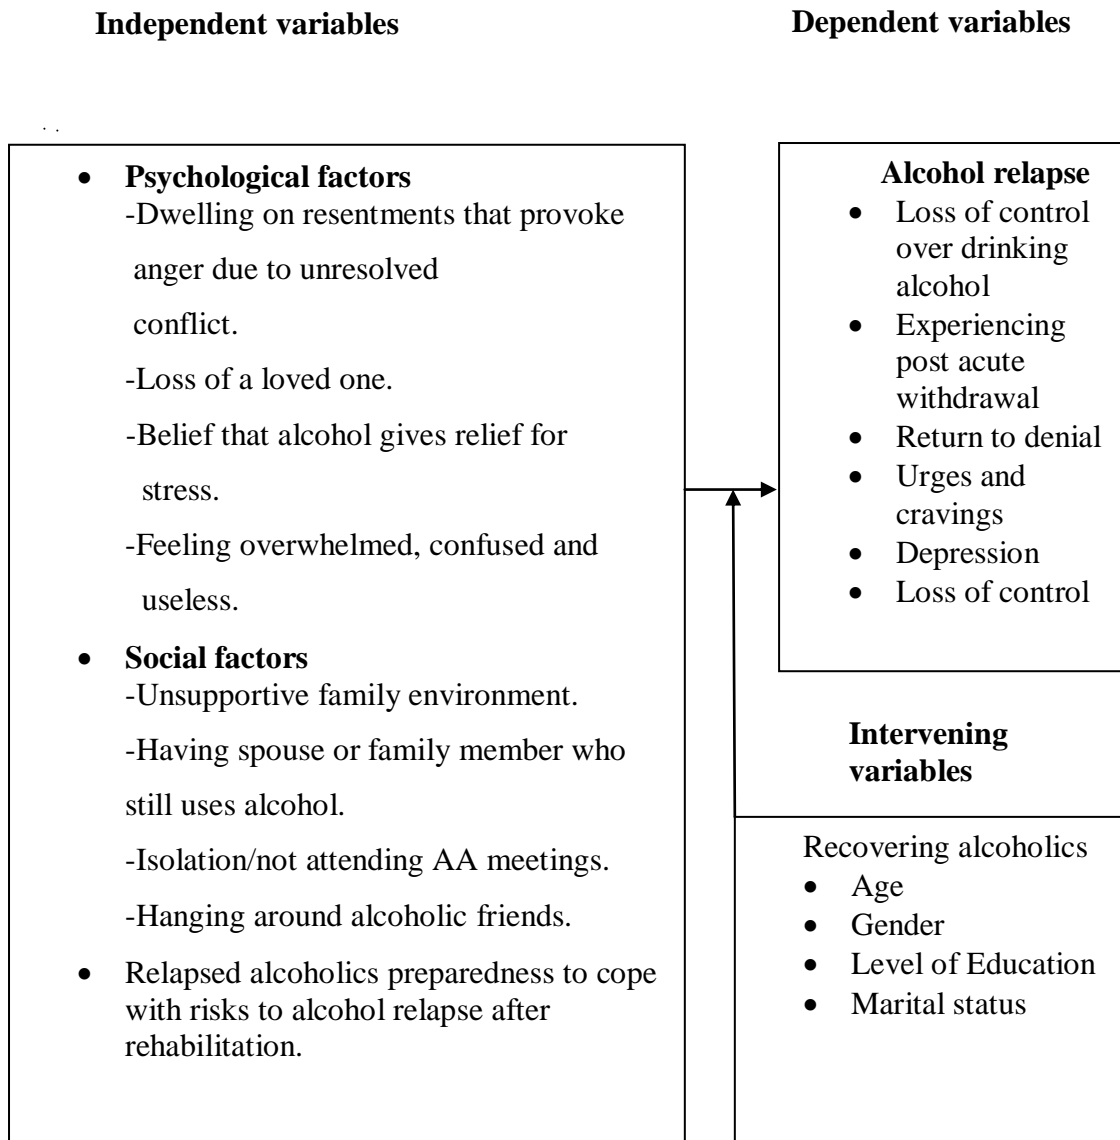 Independent variables
Dependent variables
• Psychological factors
-Dwelling on resentments that provoke
anger due to unresolved
conflict.
-Loss of a loved one.
-Belief that alcohol gives relief for
stress.
-Feeling overwhelmed, confused and
useless.
• Social factors
-Unsupportive family environment.
-Having spouse or family member who
still uses alcohol.
-Isolation/not attending AA meetings.
-Hanging around alcoholic friends.
• Relapsed alcoholics preparedness to cope
with risks to alcohol relapse after
rehabilitation.
Alcohol relapse
• Loss of control
over drinking
alcohol
• Experiencing
post acute
withdrawal
• Return to denial
• Urges and
cravings
• Depression
• Loss of control
Intervening
variables
Recovering alcoholics
• Age
• Gender
• Level of Education
• Marital status